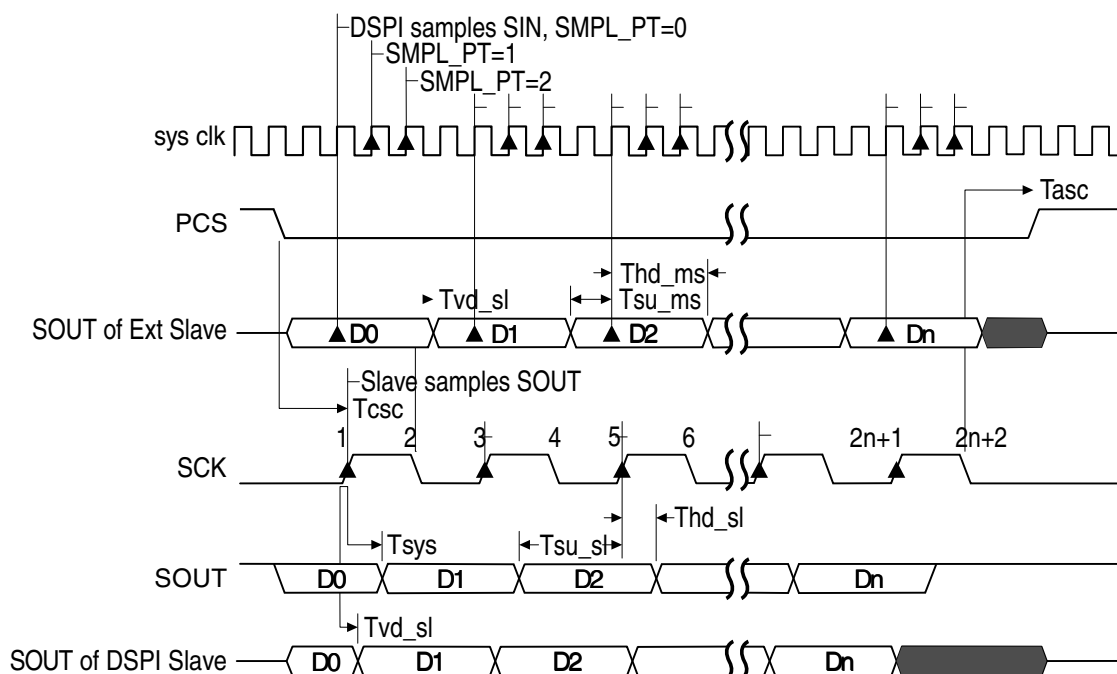 DSPI samples SIN, SMPL_PT=0
SMPL_PT=1
SMPL_PT=2
sys clk
Tasc
PCS
Thd_ms
Tvd_sl
Tsu_ms
SOUT of Ext Slave
D0
D1
D2
Dn
Slave samples SOUT
Tcsc
1
2
3
4
5
6
2n+1
2n+2
SCK
Thd_sl
Tsys
Tsu_sl
SOUT
D0
D1
D2
Dn
Tvd_sl
SOUT of DSPI Slave
D0
D1
D2
Dn